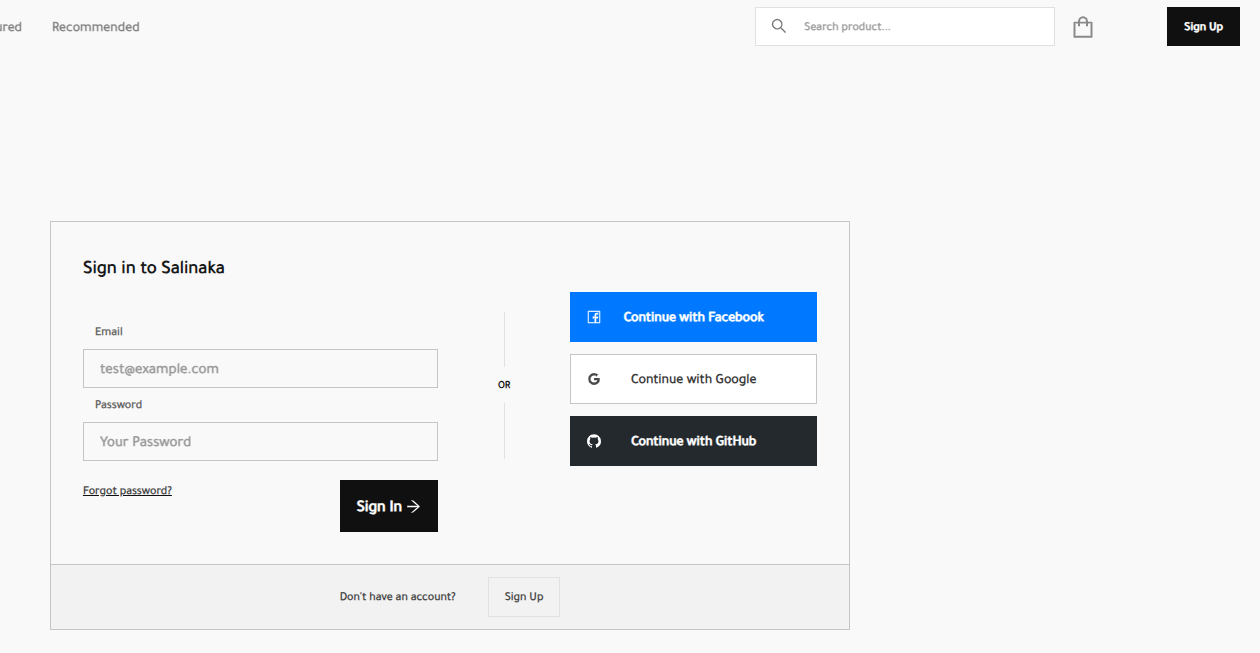 Recommended
Search product...
Sign Up
Sign in to Salinaka
Email
test@example.com
Password
Your Password
Forgot password?
Sign In
OR
Continue with Facebook
Continue with Google
Continue with GitHub
Don't have an account?
Sign Up